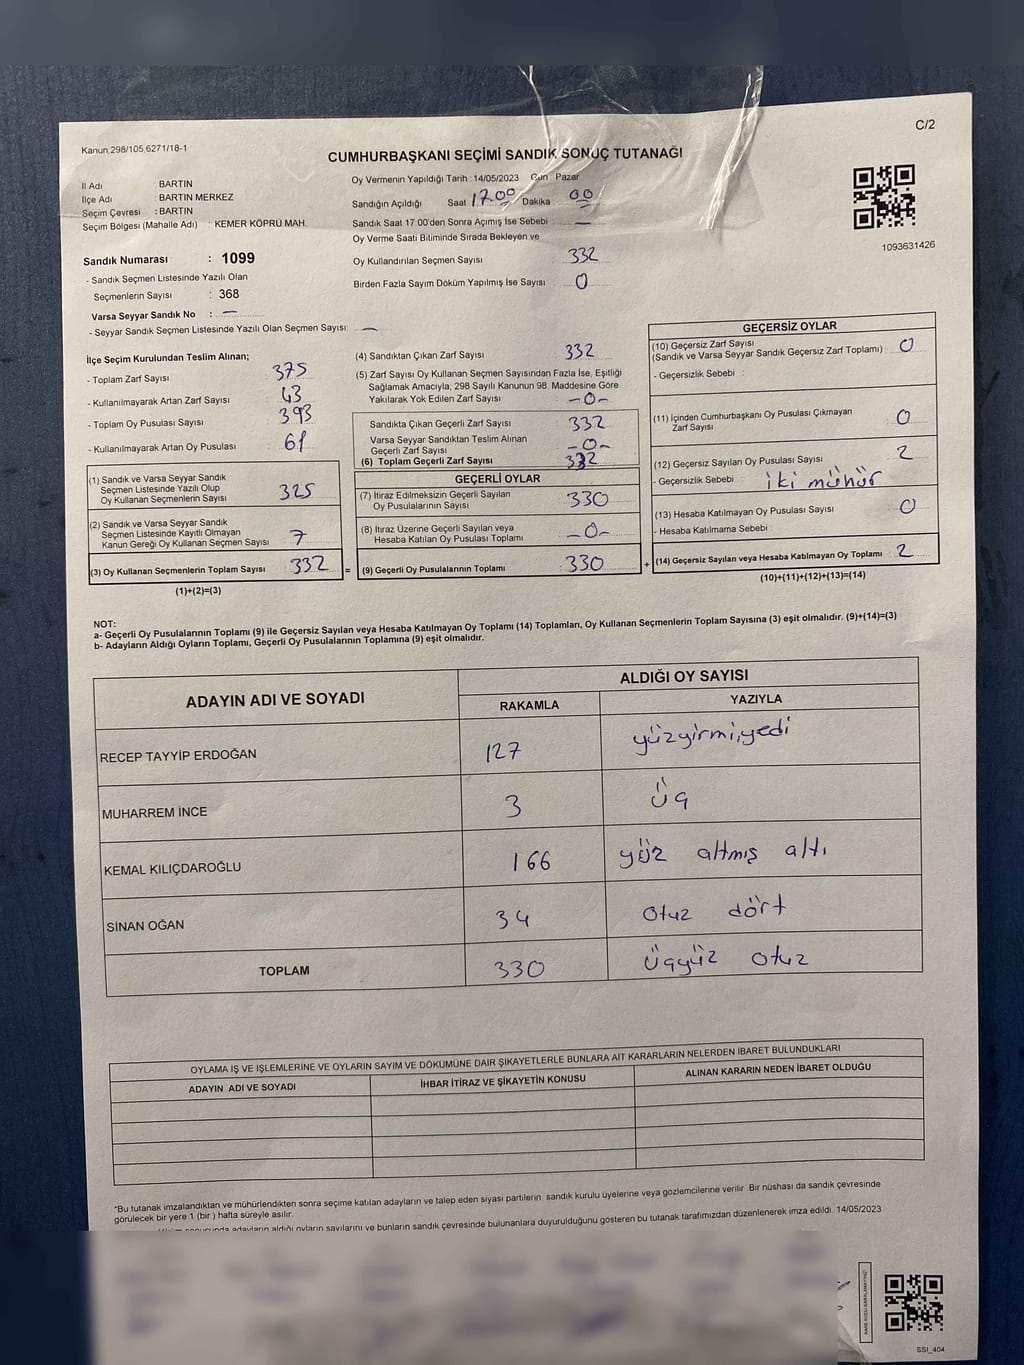 C/2
Kanun 298/105,6271/18-1
CUMHURBAŞKANI SEÇİMİ SANDIK SONUÇ TUTANAĞI
İl Adı BARTIN
İlçe Adı : BARTIN MERKEZ
Seçim Çevresi : BARTIN
Seçim Bölgesi (Mahalle Adı) : KEMER KÖPRÜ MAH.
Oy Vermenin Yapıldığı Tarih :14/05/2023 Gün Pazar
Sandığın Açıldığı Saat 17.00 Dakika : 00
Sandık Saat 17:00'den Sonra Açımış İse Sebebi : —
Oy Verme Saati Bitiminde Sırada Bekleyen ve
Oy Kullandırılan Seçmen Sayısı : 332
Birden Fazla Sayım Döküm Yapılmış İse Sayısı : 0
1093631426
Sandık Numarası : 1099
- Sandık Seçmen Listesinde Yazılı Olan
Seçmenlerin Sayısı : 368
Varsa Seyyar Sandık No : —
- Seyyar Sandık Seçmen Listesinde Yazılı Olan Seçmen Sayısı: —
İlçe Seçim Kurulundan Teslim Alınan;
- Toplam Zarf Sayısı 375
- Kullanılmayarak Artan Zarf Sayısı : 43
- Toplam Oy Pusulası Sayısı : 393
- Kullanılmayarak Artan Oy Pusulası : 61
(1) Sandık ve Varsa Seyyar Sandık
Seçmen Listesinde Yazılı Olup
Oy Kullanan Seçmenlerin Sayısı : 325
(2) Sandık ve Varsa Seyyar Sandık
Seçmen Listesinde Kayıtlı Olmayan
Kanun Gereği Oy Kullanan Seçmen Sayısı : 7
(3) Oy Kullanan Seçmenlerin Toplam Sayısı : 332 =
(1)+(2)=(3)
(4) Sandıktan Çıkan Zarf Sayısı : 332
(5) Zarf Sayısı Oy Kullanan Seçmen Sayısından Fazla İse, Eşitliği
Sağlamak Amacıyla, 298 Sayılı Kanunun 98. Maddesine Göre
Yakılarak Yok Edilen Zarf Sayısı : -0-
Sandıkta Çıkan Geçerli Zarf Sayısı : 332
Varsa Seyyar Sandıktan Teslim Alınan
Geçerli Zarf Sayısı : -0-
(6) Toplam Geçerli Zarf Sayısı : 332
GEÇERLİ OYLAR
(7) İtiraz Edilmeksizin Geçerli Sayılan
Oy Pusulalarının Sayısı : 330
(8) İtiraz Üzerine Geçerli Sayılan veya
Hesaba Katılan Oy Pusulası Toplamı : -0-
(9) Geçerli Oy Pusulalarının Toplamı : 330 +
GEÇERSİZ OYLAR
(10) Geçersiz Zarf Sayısı
(Sandık ve Varsa Seyyar Sandık Geçersiz Zarf Toplamı) : 0
- Geçersizlik Sebebi :
(11) İçinden Cumhurbaşkanı Oy Pusulası Çıkmayan
Zarf Sayısı : 0
(12) Geçersiz Sayılan Oy Pusulası Sayısı : 2
- Geçersizlik Sebebi : iki mühür
(13) Hesaba Katılmayan Oy Pusulası Sayısı : 0
- Hesaba Katılmama Sebebi :
(14) Geçersiz Sayılan veya Hesaba Katılmayan Oy Toplamı : 2
(10)+(11)+(12)+(13)=(14)
NOT:
a- Geçerli Oy Pusulalarının Toplamı (9) ile Geçersiz Sayılan veya Hesaba Katılmayan Oy Toplamı (14) Toplamları, Oy Kullanan Seçmenlerin Toplam Sayısına (3) eşit olmalıdır. (9)+(14)=(3)
b- Adayların Aldığı Oyların Toplamı, Geçerli Oy Pusulalarının Toplamına (9) eşit olmalıdır.
ADAYIN ADI VE SOYADI ALDIĞI OY SAYISI
RAKAMLA YAZIYLA
RECEP TAYYİP ERDOĞAN 127 yüzyirmiyedi
MUHARREM İNCE 3 üç
KEMAL KILIÇDAROĞLU 166 yüz altmış altı
SİNAN OĞAN 34 otuz dört
TOPLAM 330 üçyüz otuz
OYLAMA İŞ VE İŞLEMLERİNE VE OYLARIN SAYIM VE DÖKÜMÜNE DAİR ŞİKAYETLERLE BUNLARA AİT KARARLARIN NELERDEN İBARET BULUNDUKLARI
ADAYIN ADI VE SOYADI İHBAR İTİRAZ VE ŞİKAYETİN KONUSU ALINAN KARARIN NEDEN İBARET OLDUĞU
*Bu tutanak imzalandıktan ve mühürlendikten sonra seçime katılan adayların ve talep eden siyasi partilerin sandık kurulu üyelerine veya gözlemcilerine verilir. Bir nüshası da sandık çevresinde
görülecek bir yere 1 (bir ) hafta süreyle asılır.
sonucunda adayların aldığı oyların sayılarını ve bunların sandık çevresinde bulunanlara duyurulduğunu gösteren bu tutanak tarafımızdan düzenlenerek imza edildi. 14/05/2023
SSI_404